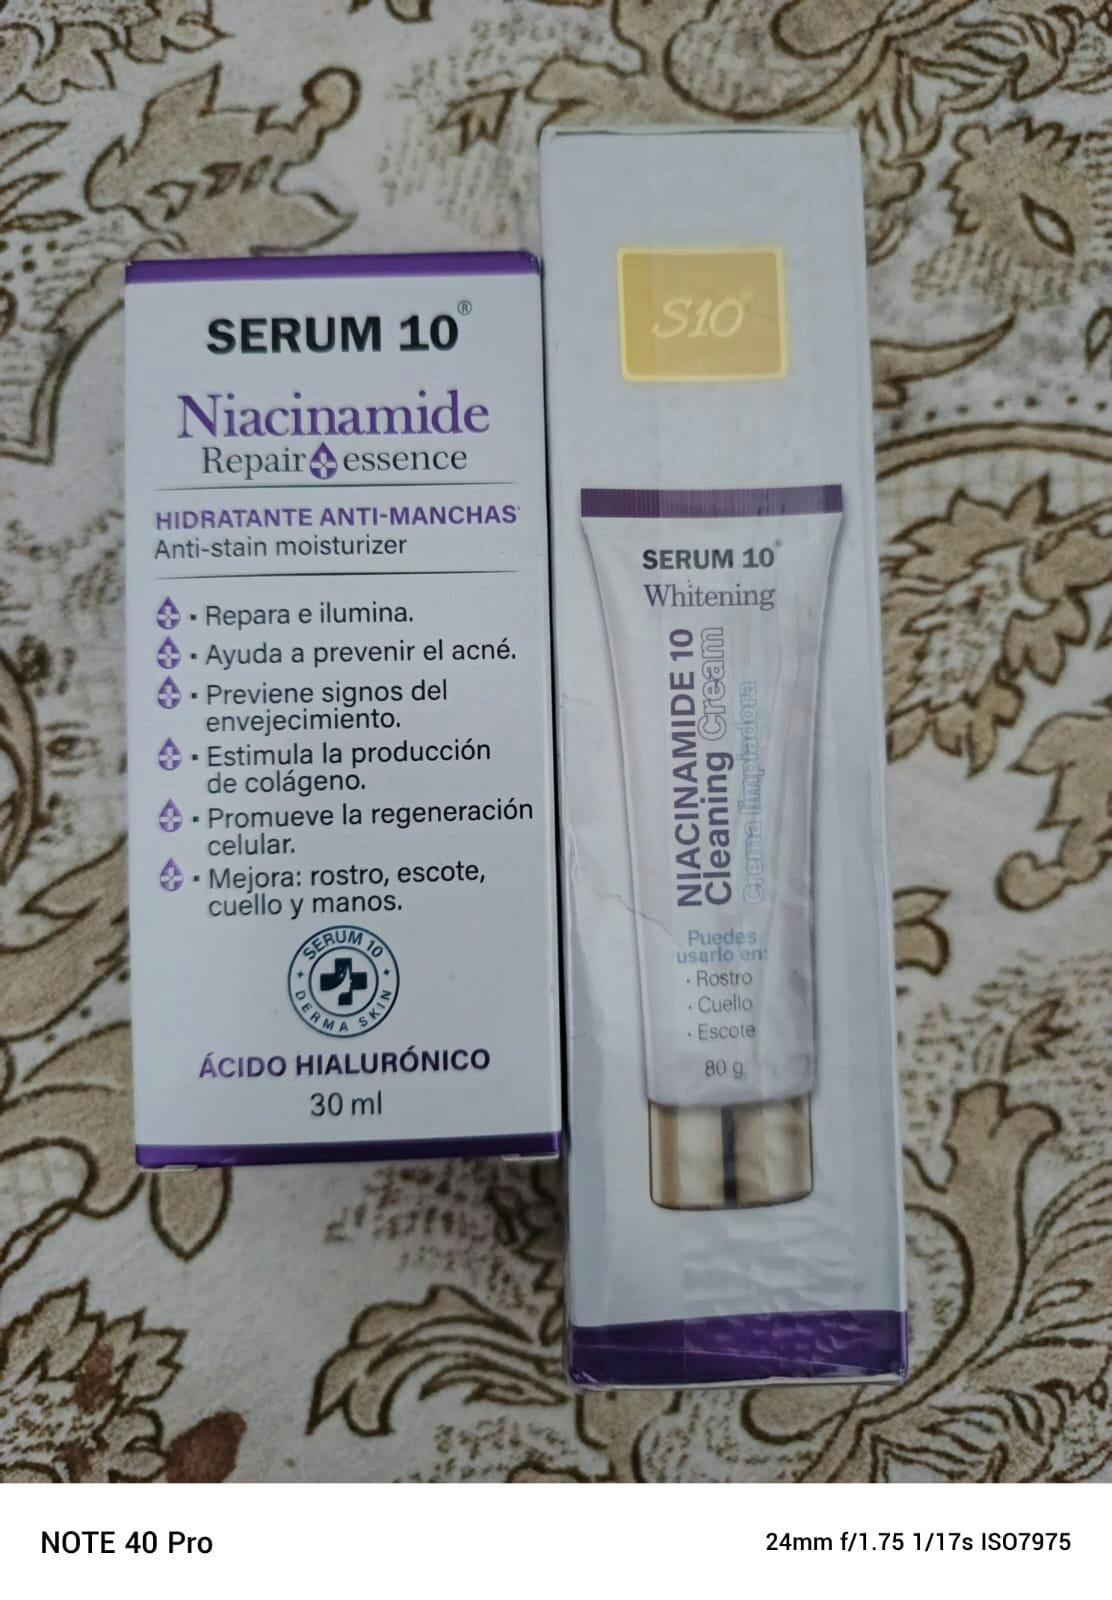 SERUM 10®
Niacinamide
Repair essence
HIDRATANTE ANTI-MANCHAS
Anti-stain moisturizer
· Repara e ilumina.
· Ayuda a prevenir el acné.
· Previene signos del
envejecimiento.
· Estimula la producción
de colágeno.
· Promueve la regeneración
celular.
· Mejora: rostro, escote,
cuello y manos.
SERUM 10
DERMA SKIN
ÁCIDO HIALURÓNICO
30 ml
S10
SERUM 10®
Whitening
NIACINAMIDE 10
Cleaning Cream
Crema limpiadora
Puedes
usarlo en:
· Rostro
· Cuello
· Escote
80 g
NOTE 40 Pro
24mm f/1.75 1/17s ISO7975